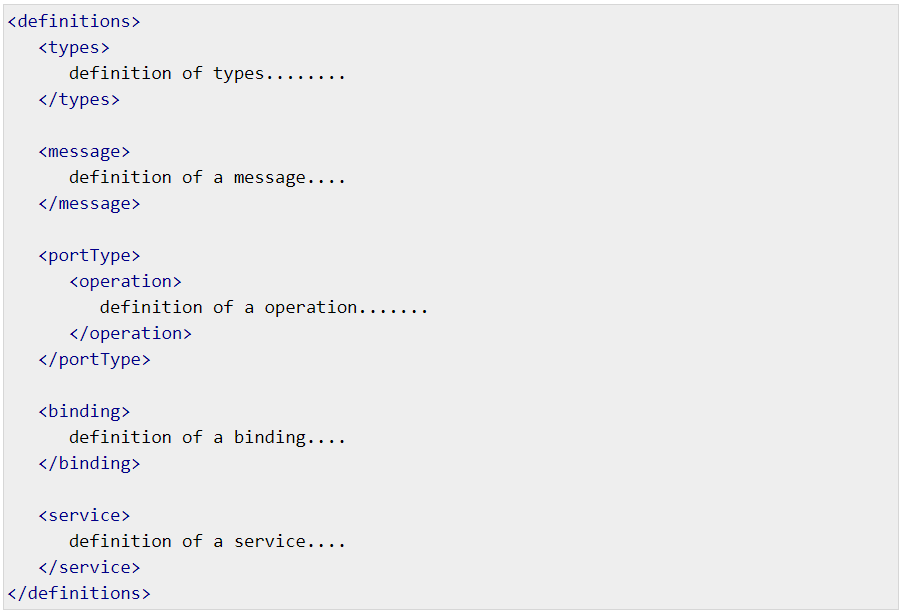 <definitions>
<types>
definition of types........
</types>
<message>
definition of a message....
</message>
<portType>
<operation>
definition of a operation.......
</operation>
</portType>
<binding>
definition of a binding....
</binding>
<service>
definition of a service....
</service>
</definitions>